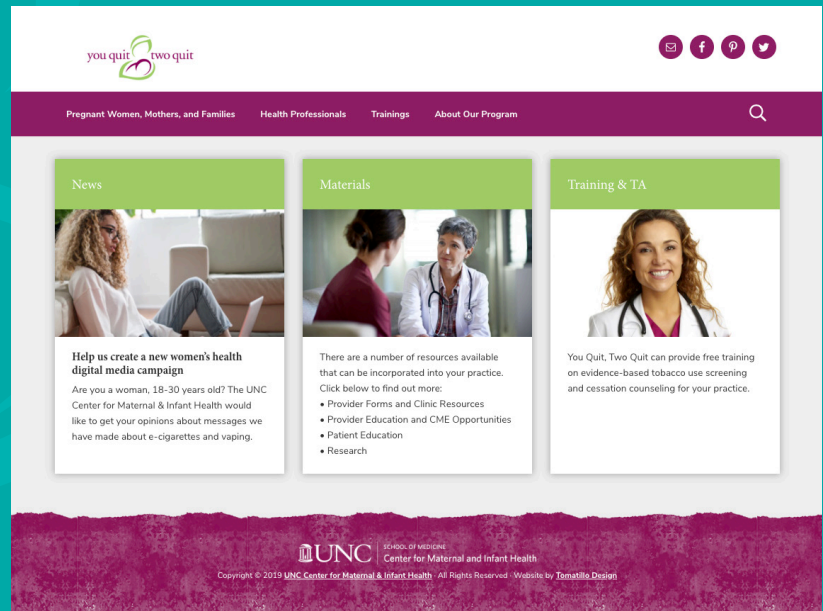 you quit two quit
Pregnant Women, Mothers, and Families Health Professionals Trainings About Our Program
News
Help us create a new women's health
digital media campaign
Are you a woman, 18-30 years old? The UNC
Center for Maternal & Infant Health would
like to get your opinions about messages we
have made about e-cigarettes and vaping.
Materials
There are a number of resources available
that can be incorporated into your practice.
Click below to find out more:
• Provider Forms and Clinic Resources
• Provider Education and CME Opportunities
• Patient Education
• Research
Training & TA
You Quit, Two Quit can provide free training
on evidence-based tobacco use screening
and cessation counseling for your practice.
UNC
SCHOOL OF MEDICINE
Center for Maternal and Infant Health
Copyright © 2019 UNC Center for Maternal & Infant Health · All Rights Reserved · Website by Tomatillo Design